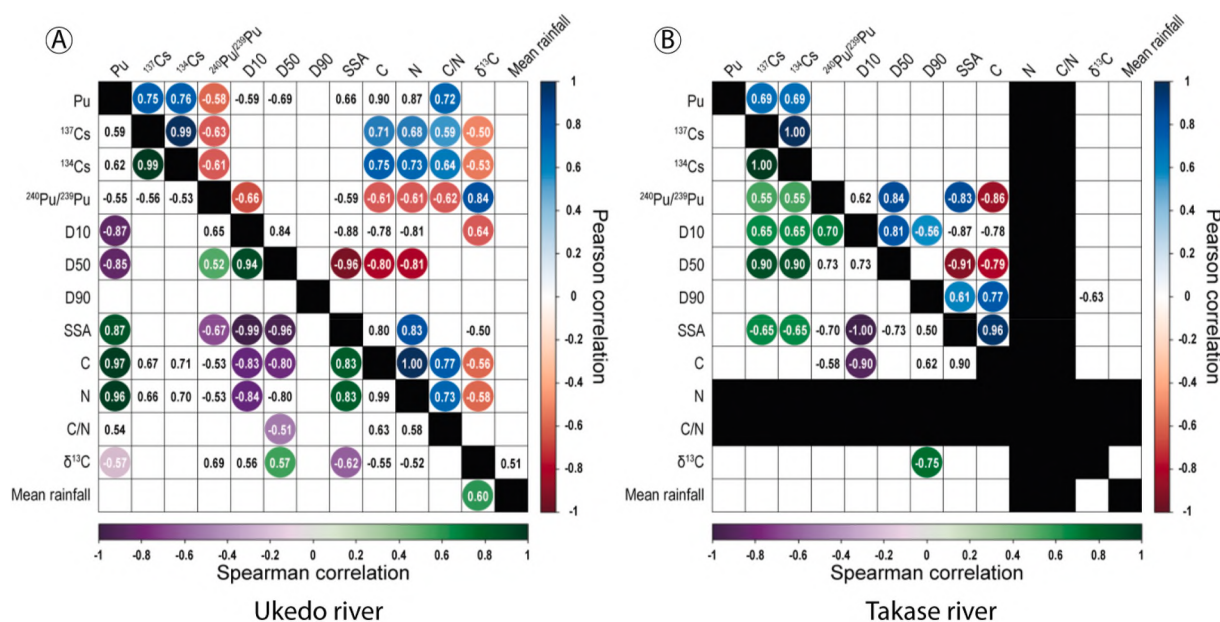 A
Pu ¹³⁷Cs ¹³⁴Cs ²⁴⁰Pu/²³⁹Pu D10 D50 D90 SSA C N C/N δ¹³C Mean rainfall
Pu 0.75 0.76 -0.58 -0.59 -0.69 0.66 0.90 0.87 0.72
¹³⁷Cs 0.59 0.99 -0.63 0.71 0.68 0.59 -0.50
¹³⁴Cs 0.62 0.99 -0.61 0.75 0.73 0.64 -0.53
²⁴⁰Pu/²³⁹Pu -0.55 -0.56 -0.53 -0.66 -0.59 -0.61 -0.61 -0.62 0.84
D10 -0.87 0.65 0.84 -0.88 -0.78 -0.81 0.64
D50 -0.85 0.52 0.94 -0.96 -0.80 -0.81
D90
SSA 0.87 -0.67 -0.99 -0.96 0.80 0.83 -0.50
C 0.97 0.67 0.71 -0.53 -0.83 -0.80 0.83 1.00 0.77 -0.56
N 0.96 0.66 0.70 -0.53 -0.84 -0.80 0.83 0.99 0.73 -0.58
C/N 0.54 -0.51 0.63 0.58
δ¹³C -0.57 0.69 0.56 0.57 -0.62 -0.55 -0.52 0.51
Mean rainfall 0.60
1
0.8
0.6
0.4
0.2
0
-0.2
-0.4
-0.6
-0.8
-1
Pearson correlation
-1 -0.8 -0.6 -0.4 -0.2 0 0.2 0.4 0.6 0.8 1
Spearman correlation
Ukedo river
B
Pu ¹³⁷Cs ¹³⁴Cs ²⁴⁰Pu/²³⁹Pu D10 D50 D90 SSA C N C/N δ¹³C Mean rainfall
Pu 0.69 0.69
¹³⁷Cs 1.00
¹³⁴Cs 1.00
²⁴⁰Pu/²³⁹Pu 0.55 0.55 0.62 0.84 -0.83 -0.86
D10 0.65 0.65 0.70 0.81 -0.56 -0.87 -0.78
D50 0.90 0.90 0.73 0.73 -0.91 -0.79
D90 0.61 0.77 -0.63
SSA -0.65 -0.65 -0.70 -1.00 -0.73 0.50 0.96
C -0.58 -0.90 0.62 0.90
N
C/N
δ¹³C -0.75
Mean rainfall
1
0.8
0.6
0.4
0.2
0
-0.2
-0.4
-0.6
-0.8
-1
Pearson correlation
-1 -0.8 -0.6 -0.4 -0.2 0 0.2 0.4 0.6 0.8 1
Spearman correlation
Takase river